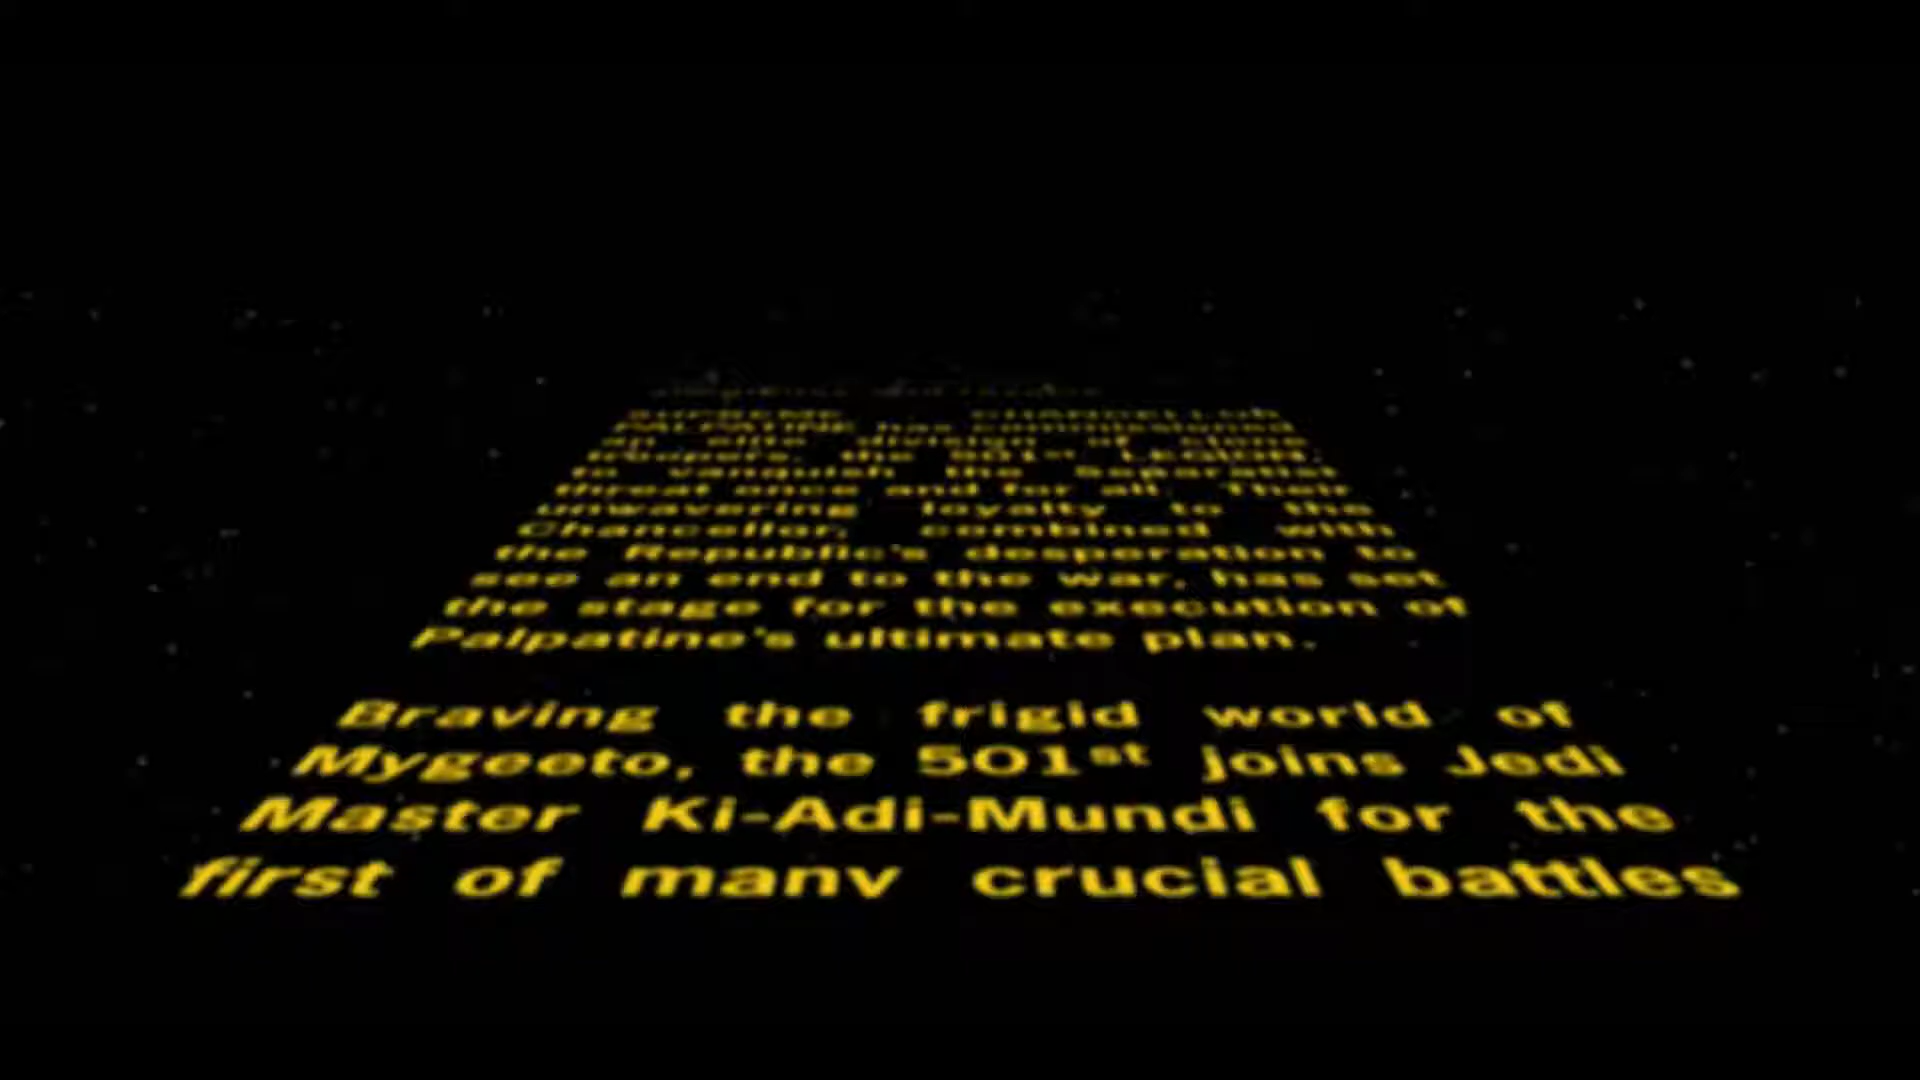 SUPREME CHANCELLOR
PALPATINE has commissioned
an elite division of clone
troopers, the 501st LEGION,
to vanquish the Separatist
threat once and for all. Their
unwavering loyalty to the
Chancellor, combined with
the Republic's desperation to
see an end to the war, has set
the stage for the execution of
Palpatine's ultimate plan.
Braving the frigid world of
Mygeeto, the 501st joins Jedi
Master Ki-Adi-Mundi for the
first of many crucial battles